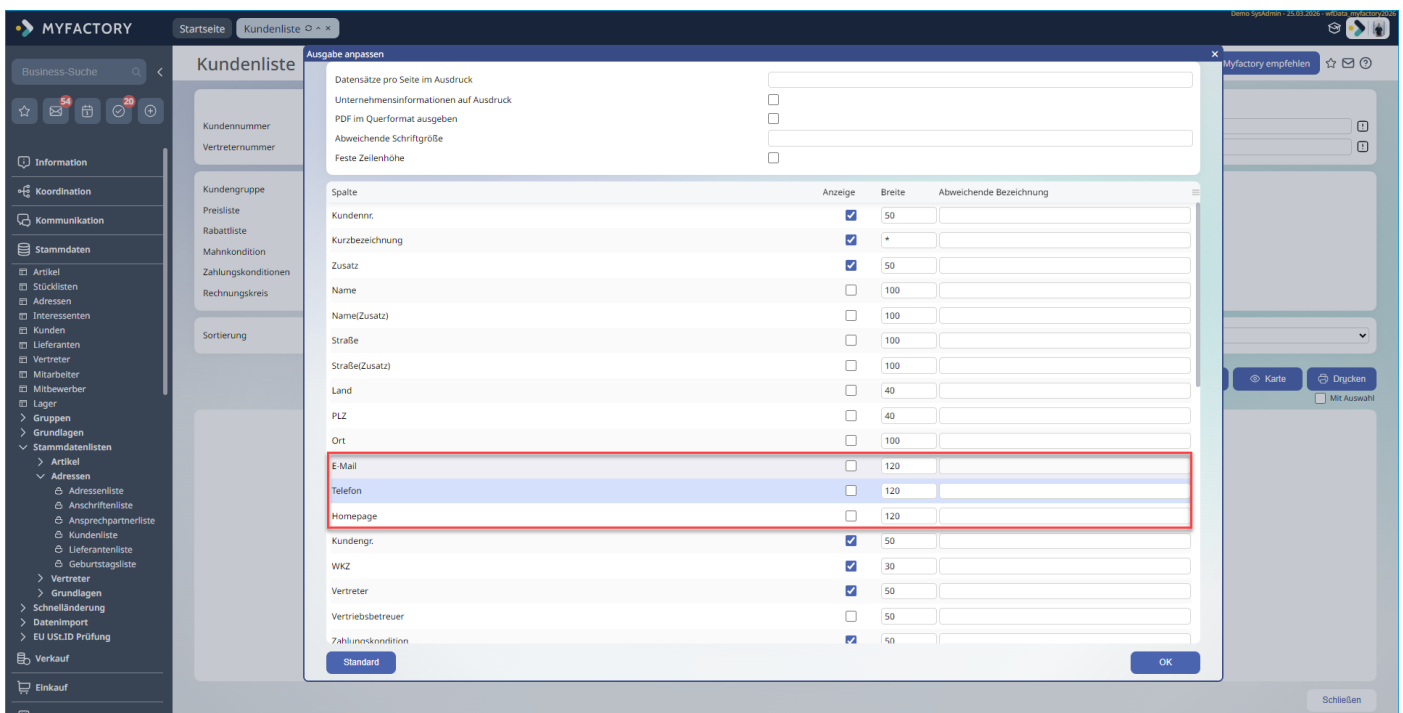 Demo SysAdmin - 25.03.2026 - wfData_myfactory2026
MYFACTORY
Startseite
Kundenliste
Business-Suche
54
20
Information
Koordination
Kommunikation
Stammdaten
Artikel
Stücklisten
Adressen
Interessenten
Kunden
Lieferanten
Vertreter
Mitarbeiter
Mitbewerber
Lager
Gruppen
Grundlagen
Stammdatenlisten
Artikel
Adressen
Adressenliste
Anschriftenliste
Ansprechpartnerliste
Kundenliste
Lieferantenliste
Geburtstagsliste
Vertreter
Grundlagen
Schnelländerung
Datenimport
EU USt.ID Prüfung
Verkauf
Einkauf
Kundenliste
Myfactory empfehlen
Kundennummer
Vertreternummer
Kundengruppe
Preisliste
Rabattliste
Mahnkondition
Zahlungskonditionen
Rechnungskreis
Sortierung
Karte
Drucken
Mit Auswahl
Ausgabe anpassen
Datensätze pro Seite im Ausdruck
Unternehmensinformationen auf Ausdruck
PDF im Querformat ausgeben
Abweichende Schriftgröße
Feste Zeilenhöhe
Spalte Anzeige Breite Abweichende Bezeichnung
Kundennr. 50
Kurzbezeichnung *
Zusatz 50
Name 100
Name(Zusatz) 100
Straße 100
Straße(Zusatz) 100
Land 40
PLZ 40
Ort 100
E-Mail 120
Telefon 120
Homepage 120
Kundengr. 50
WKZ 30
Vertreter 50
Vertriebsbetreuer 50
Zahlungskondition 50
Standard
OK
Schließen